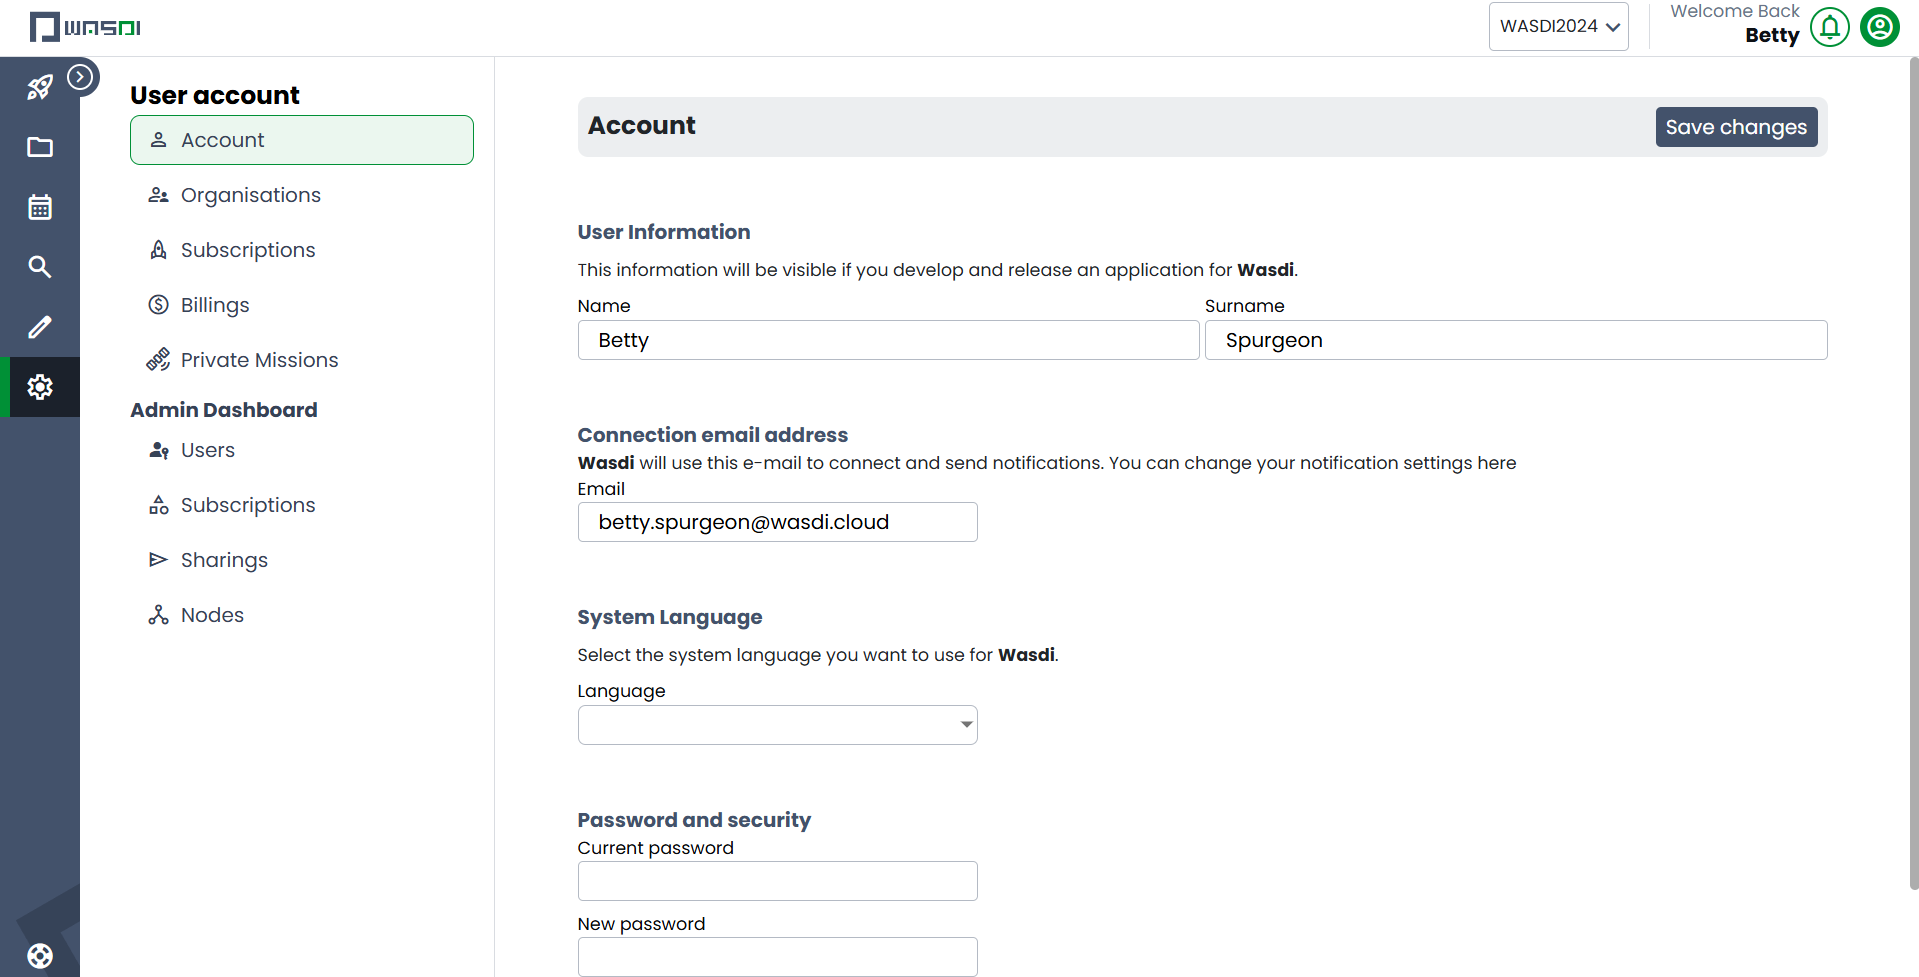 WASDI
WASDI2024
Welcome Back
Betty
User account
Account
Organisations
Subscriptions
Billings
Private Missions
Admin Dashboard
Users
Subscriptions
Sharings
Nodes
Account
Save changes
User Information
This information will be visible if you develop and release an application for Wasdi.
Name
Surname
Betty
Spurgeon
Connection email address
Wasdi will use this e-mail to connect and send notifications. You can change your notification settings here
Email
betty.spurgeon@wasdi.cloud
System Language
Select the system language you want to use for Wasdi.
Language
Password and security
Current password
New password